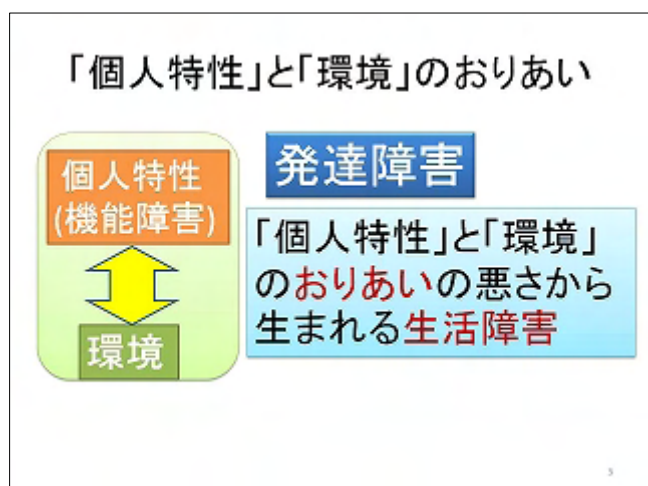 「個人特性」と「環境」のおりあい
個人特性
(機能障害)
環境
発達障害
「個人特性」と「環境」
のおりあいの悪さから
生まれる生活障害